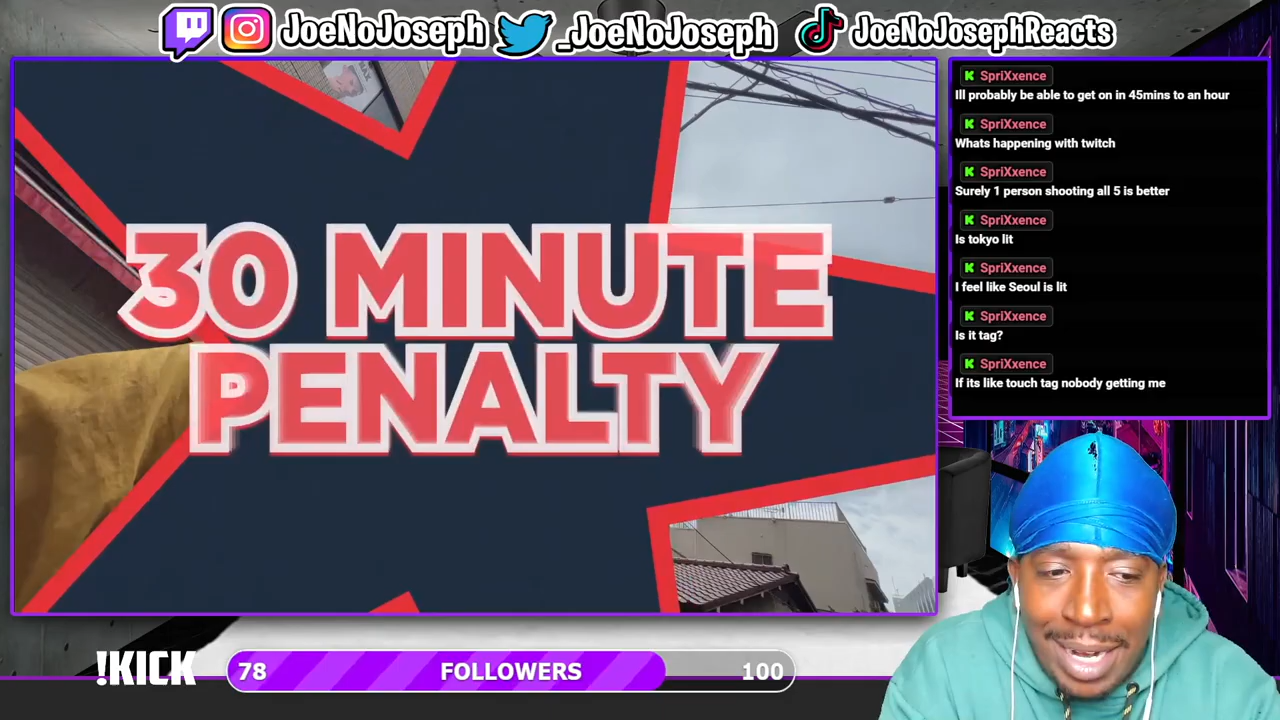 JoeNoJoseph
_JoeNoJoseph
JoeNoJosephReacts
30 MINUTE
PENALTY
SpriXxence
Ill probably be able to get on in 45mins to an hour
SpriXxence
Whats happening with twitch
SpriXxence
Surely 1 person shooting all 5 is better
SpriXxence
Is tokyo lit
SpriXxence
I feel like Seoul is lit
SpriXxence
Is it tag?
SpriXxence
If its like touch tag nobody getting me
!KICK
78 FOLLOWERS 100